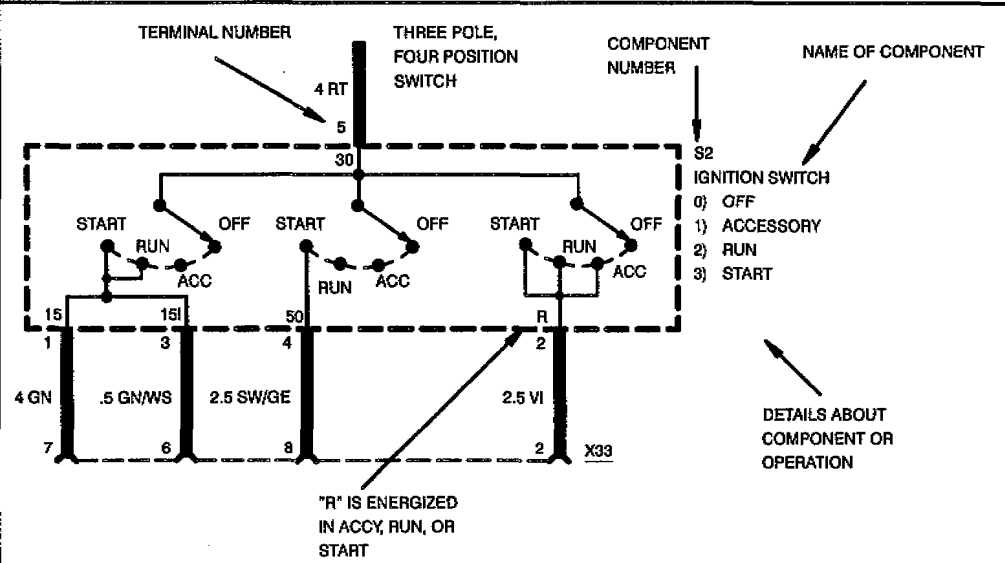 TERMINAL NUMBER
THREE POLE,
FOUR POSITION
SWITCH
COMPONENT
NUMBER
NAME OF COMPONENT
4 RT
5
30
S2
IGNITION SWITCH
0) OFF
1) ACCESSORY
2) RUN
3) START
START
RUN
ACC
OFF
START
RUN
ACC
OFF
START
RUN
ACC
OFF
15
15I
50
R
1
3
4
2
4 GN
.5 GN/WS
2.5 SW/GE
2.5 VI
7
6
8
2
X33
DETAILS ABOUT
COMPONENT OR
OPERATION
"R" IS ENERGIZED
IN ACCY, RUN, OR
START